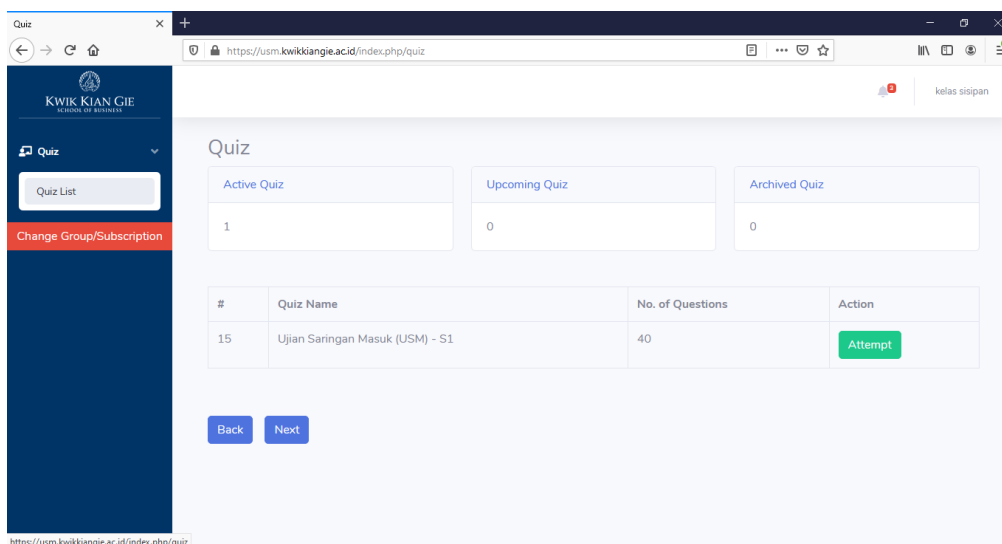 Quiz
https://usm.kwikkiangie.ac.id/index.php/quiz
KWIK KIAN GIE
SCHOOL OF BUSINESS
2
kelas sisipan
Quiz
Quiz List
Change Group/Subscription
Quiz
Active Quiz Upcoming Quiz Archived Quiz
1 0 0
# Quiz Name No. of Questions Action
15 Ujian Saringan Masuk (USM) - S1 40 Attempt
Back Next
https://usm.kwikkiangie.ac.id/index.php/quiz